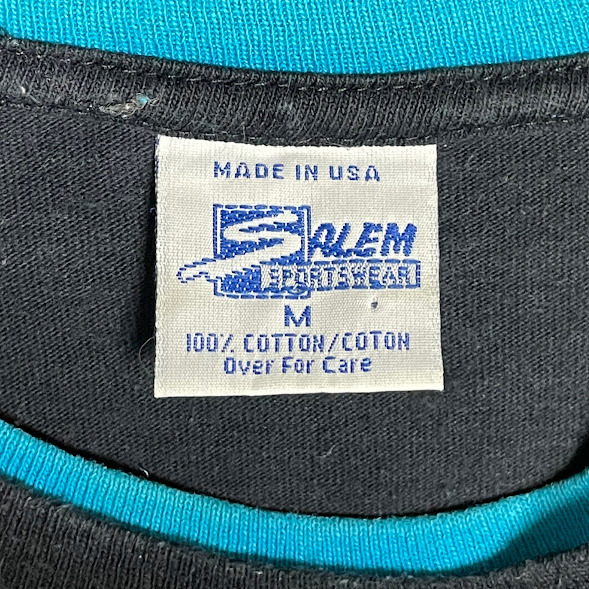 MADE IN USA
SALEM
SPORTSWEAR
M
100% COTTON/COTON
Over For Care